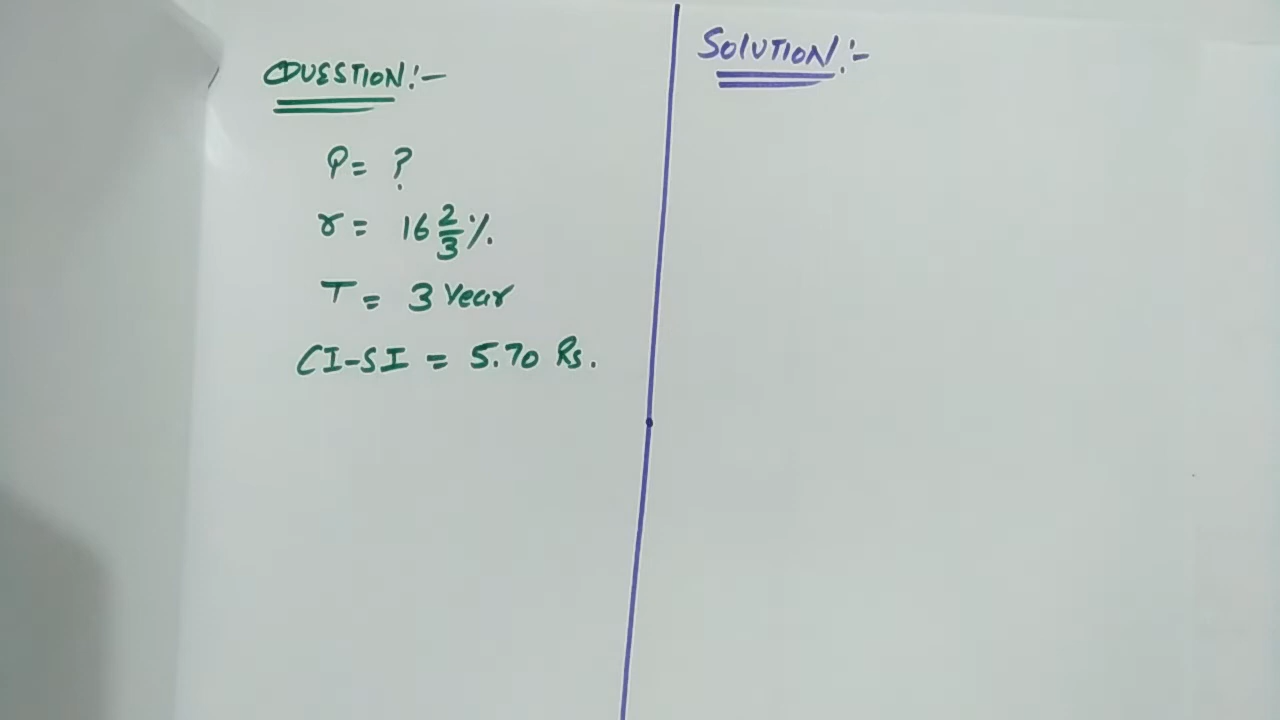 QUESTION:-
P = ?
r = 16 2/3 %
T = 3 Year
CI-SI = 5.70 Rs.
SOLUTION:-